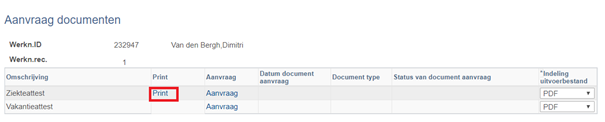 Aanvraag documenten
Werkn.ID 232947 Van den Bergh,Dimitri
Werkn.rec. 1
Omschrijving Print Aanvraag Datum document aanvraag Document type Status van document aanvraag *Indeling uitvoerbestand
Ziekteattest Print Aanvraag PDF
Vakantieattest Aanvraag PDF